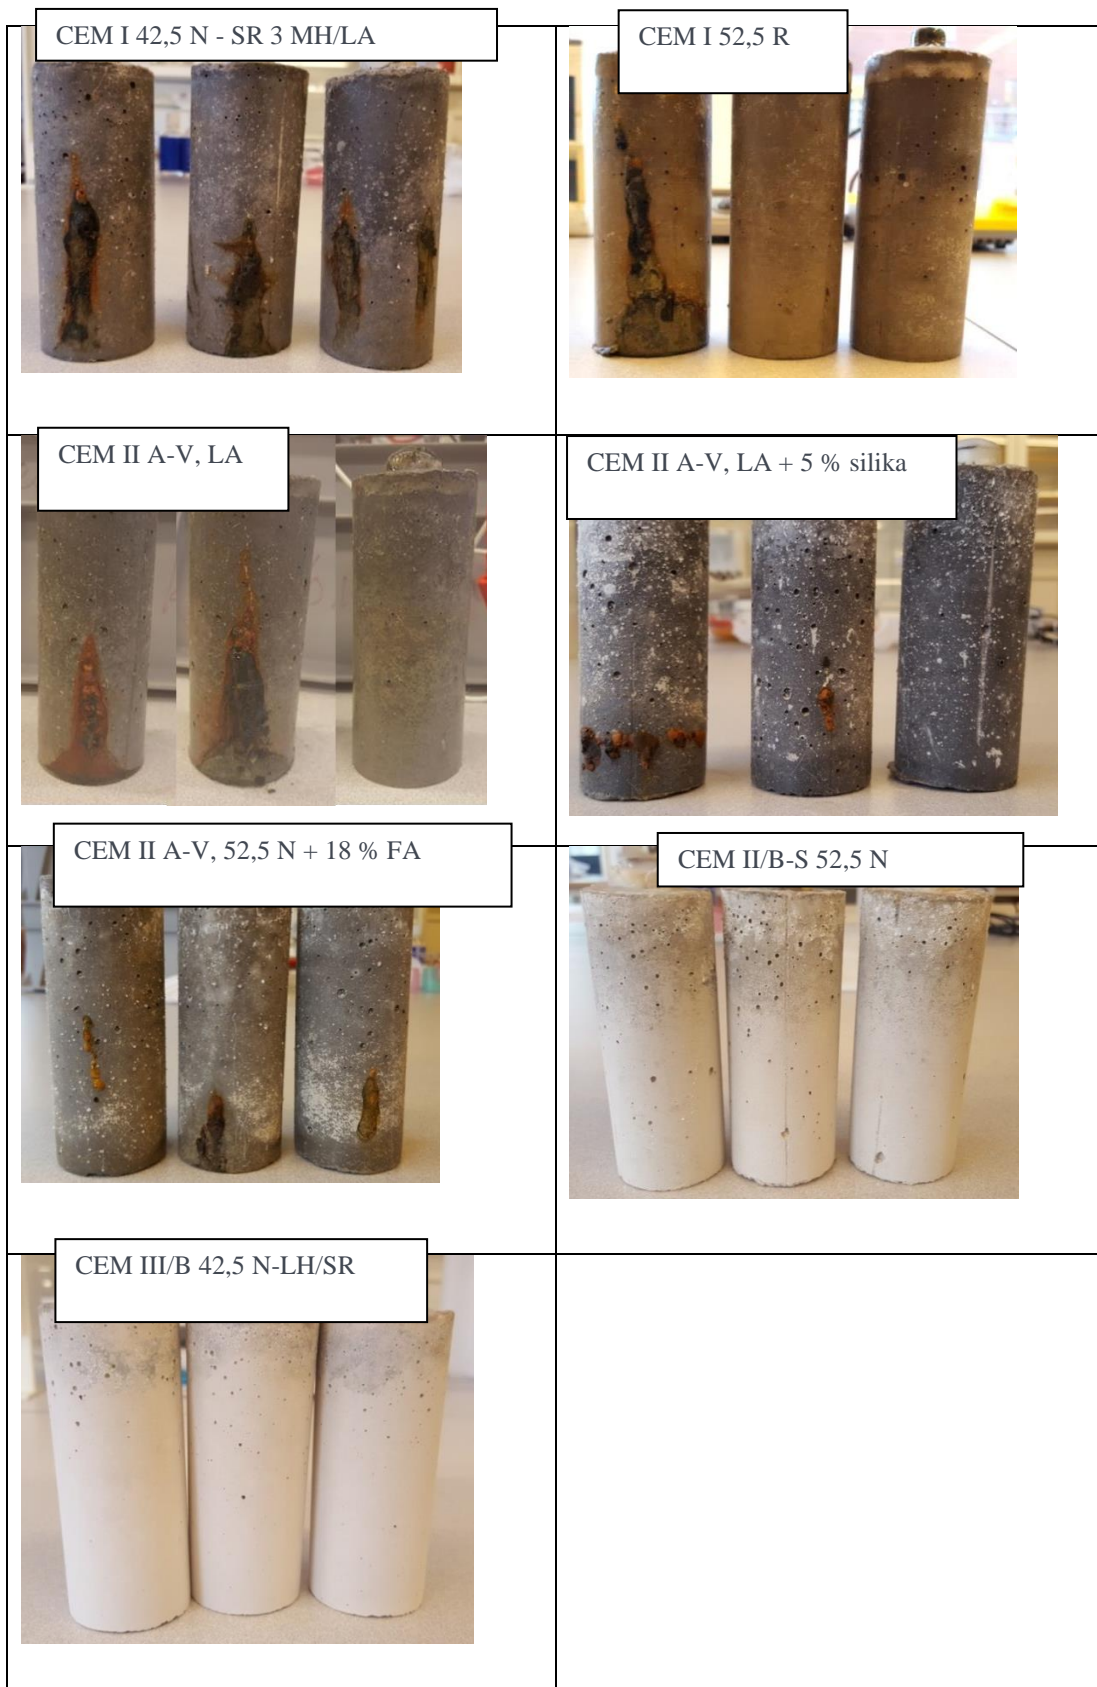 CEM I 42,5 N - SR 3 MH/LA
CEM I 52,5 R
CEM II A-V, LA
CEM II A-V, LA + 5 % silika
CEM II A-V, 52,5 N + 18 % FA
CEM II/B-S 52,5 N
CEM III/B 42,5 N-LH/SR